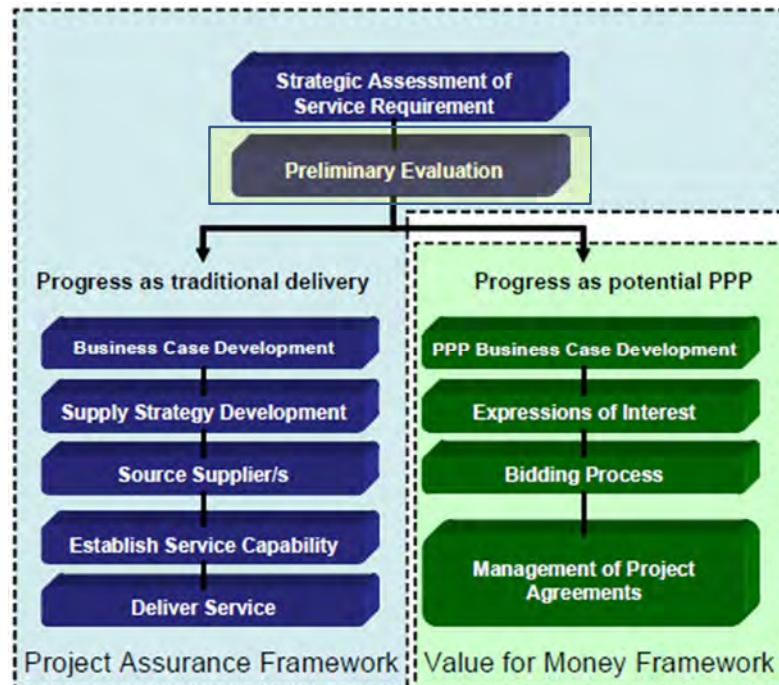 Strategic Assessment of
Service Requirement
Preliminary Evaluation
Progress as traditional delivery
Business Case Development
Supply Strategy Development
Source Supplier/s
Establish Service Capability
Deliver Service
Project Assurance Framework
Progress as potential PPP
PPP Business Case Development
Expressions of Interest
Bidding Process
Management of Project
Agreements
Value for Money Framework